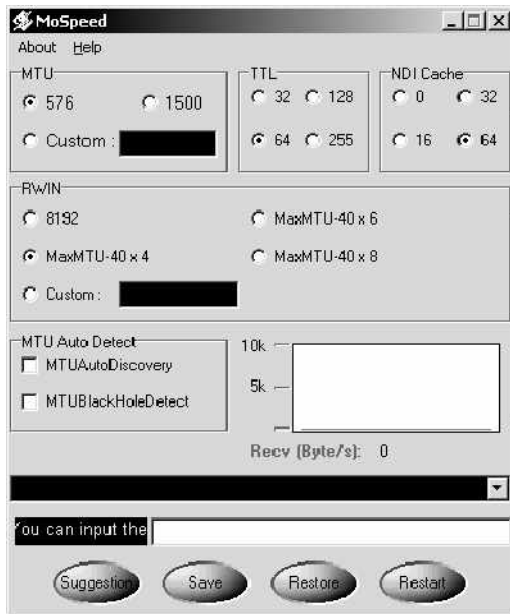 MoSpeed
About Help
MTU
576 1500
Custom :
TTL
32 128
64 255
NDI Cache
0 32
16 64
RWIN
8192 MaxMTU-40 x 6
MaxMTU-40 x 4 MaxMTU-40 x 8
Custom :
MTU Auto Detect
MTUAutoDiscovery
MTUBlackHoleDetect
10k
5k
Recv (Byte/s): 0
You can input the
Suggestion Save Restore Restart